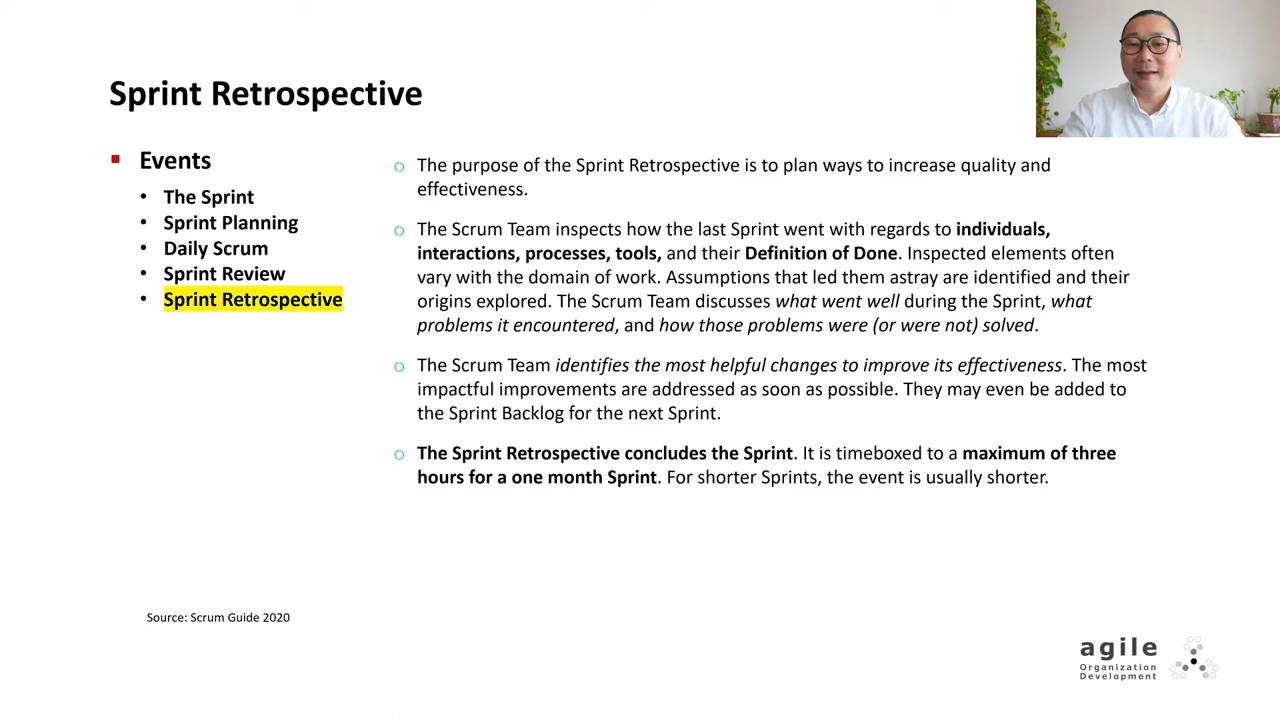 Sprint Retrospective
Events
• The Sprint
• Sprint Planning
• Daily Scrum
• Sprint Review
• Sprint Retrospective
o The purpose of the Sprint Retrospective is to plan ways to increase quality and
effectiveness.
o The Scrum Team inspects how the last Sprint went with regards to individuals,
interactions, processes, tools, and their Definition of Done. Inspected elements often
vary with the domain of work. Assumptions that led them astray are identified and their
origins explored. The Scrum Team discusses what went well during the Sprint, what
problems it encountered, and how those problems were (or were not) solved.
o The Scrum Team identifies the most helpful changes to improve its effectiveness. The most
impactful improvements are addressed as soon as possible. They may even be added to
the Sprint Backlog for the next Sprint.
o The Sprint Retrospective concludes the Sprint. It is timeboxed to a maximum of three
hours for a one month Sprint. For shorter Sprints, the event is usually shorter.
Source: Scrum Guide 2020
agile
Organization
Development